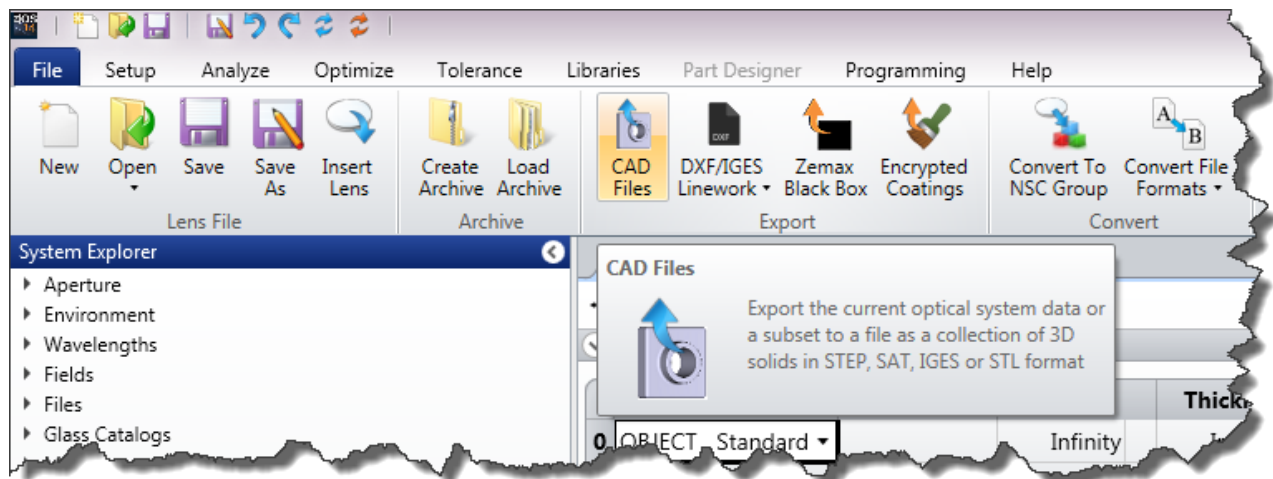 File Setup Analyze Optimize Tolerance Libraries Part Designer Programming Help
New Open Save Save As Insert Lens Create Archive Load Archive CAD Files DXF/IGES Linework Zemax Black Box Encrypted Coatings Convert To NSC Group Convert File Formats
DXF
A
B
Lens File Archive Export Convert
System Explorer
Aperture
Environment
Wavelengths
Fields
Files
Glass Catalogs
CAD Files
Export the current optical system data or
a subset to a file as a collection of 3D
solids in STEP, SAT, IGES or STL format
0 OBJECT Standard Infinity